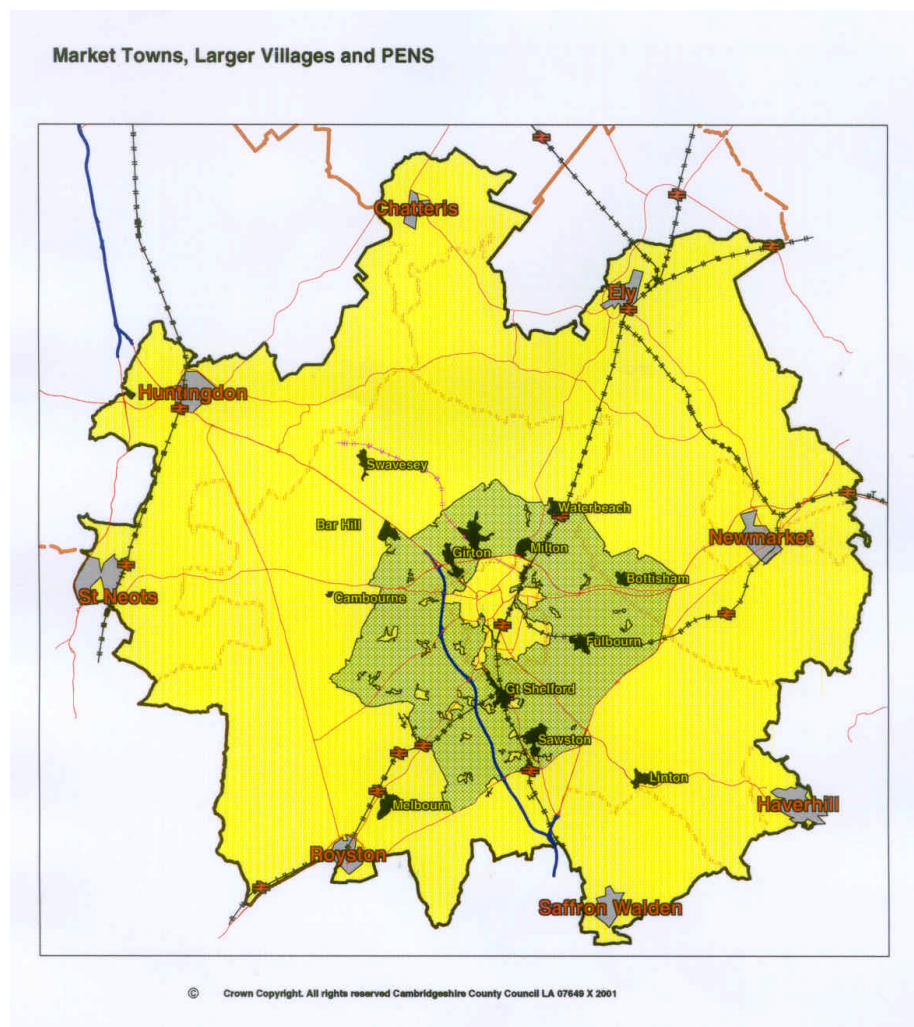 Market Towns, Larger Villages and PENS
Chatteris
Ely
Huntingdon
Swavesey
Waterbeach
Bar Hill
Newmarket
Girton
Milton
Bottisham
St Neots
Cambourne
Fulbourn
Gt Shelford
Sawston
Linton
Haverhill
Melbourn
Royston
Saffron Walden
© Crown Copyright. All rights reserved Cambridgeshire County Council LA 07649 X 2001